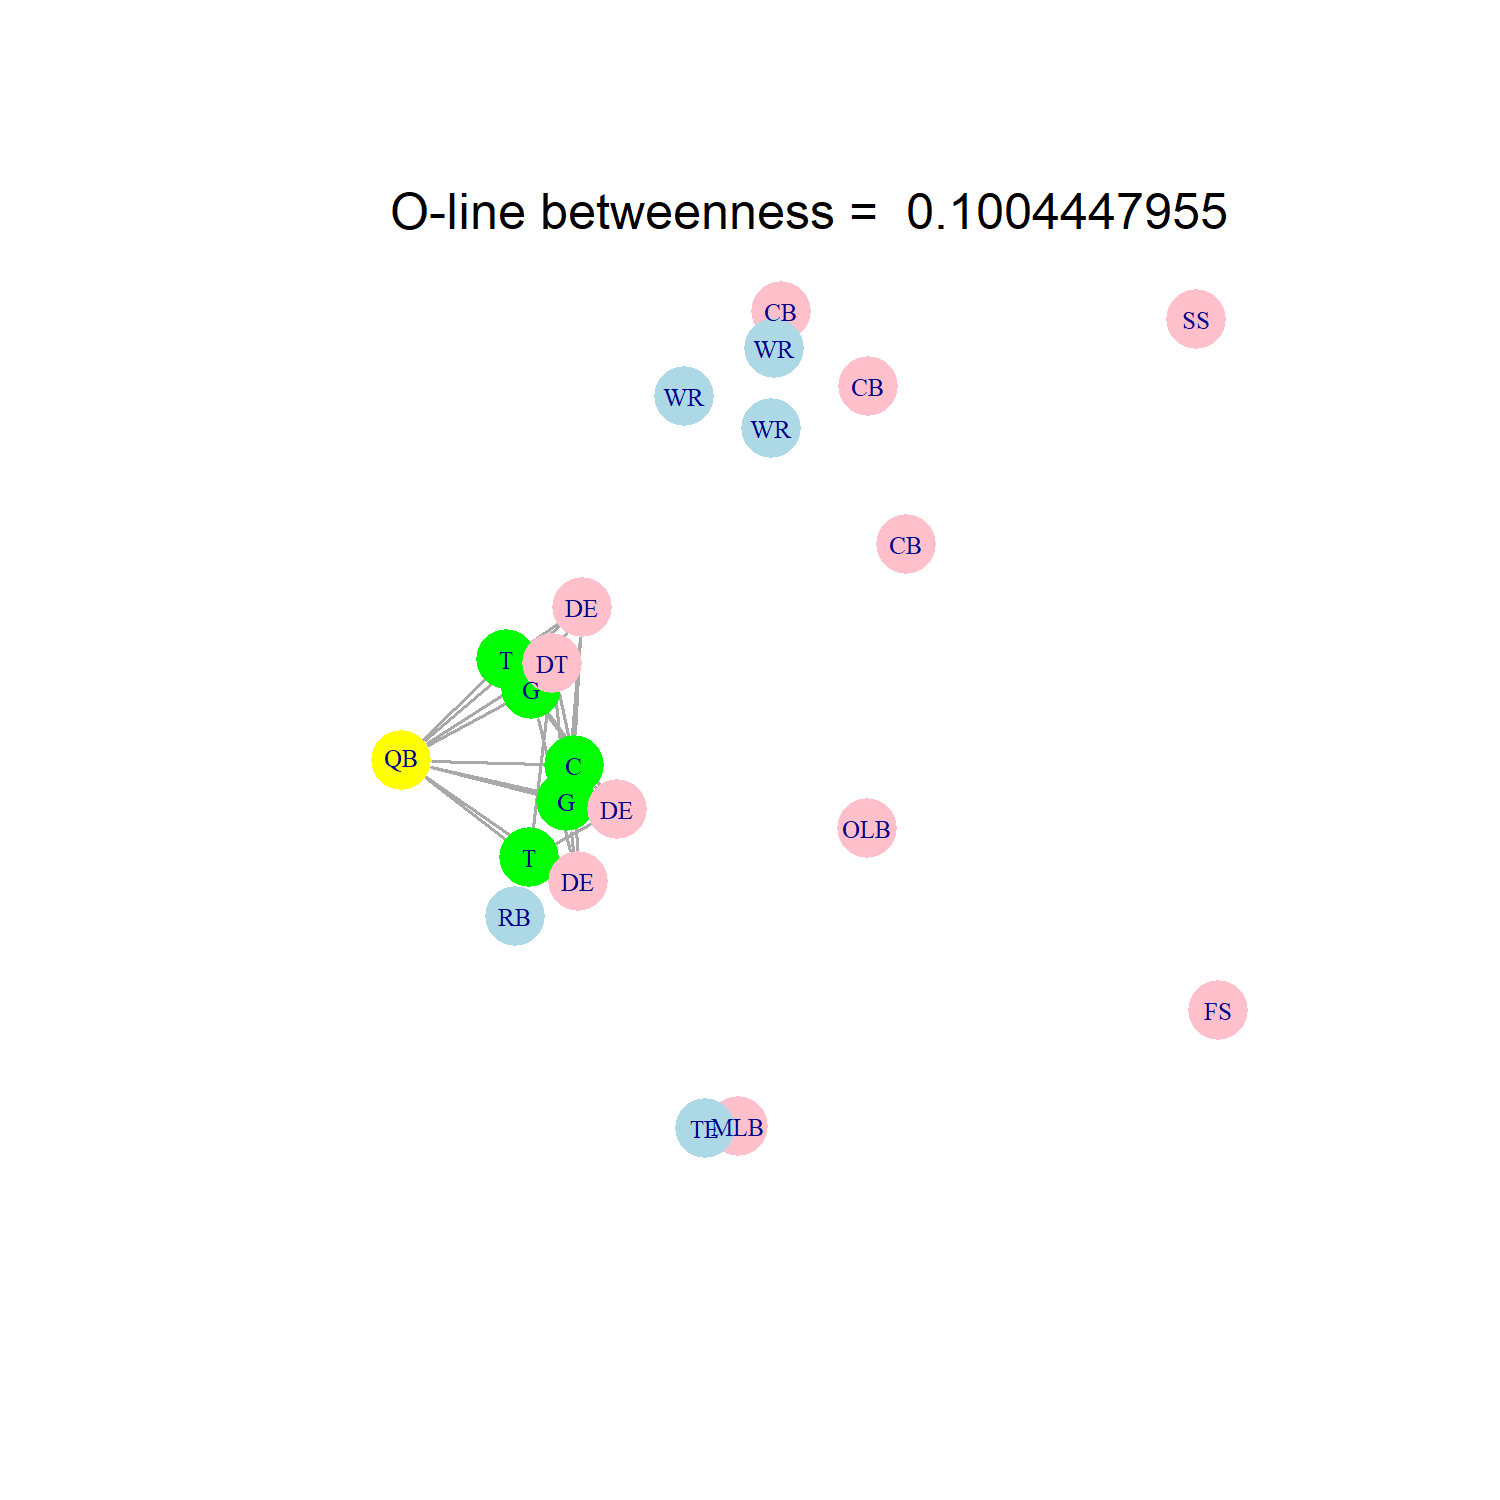 O-line betweenness = 0.1004447955
CB
SS
WR
CB
WR
WR
CB
DE
T
DT
G
QB
C
G
DE
OLB
T
DE
RB
FS
TE
MLB